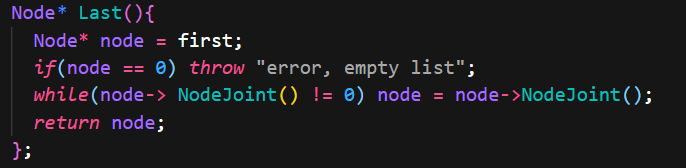 Node* Last(){
Node* node = first;
if(node == 0) throw "error, empty list";
while(node-> NodeJoint() != 0) node = node->NodeJoint();
return node;
};